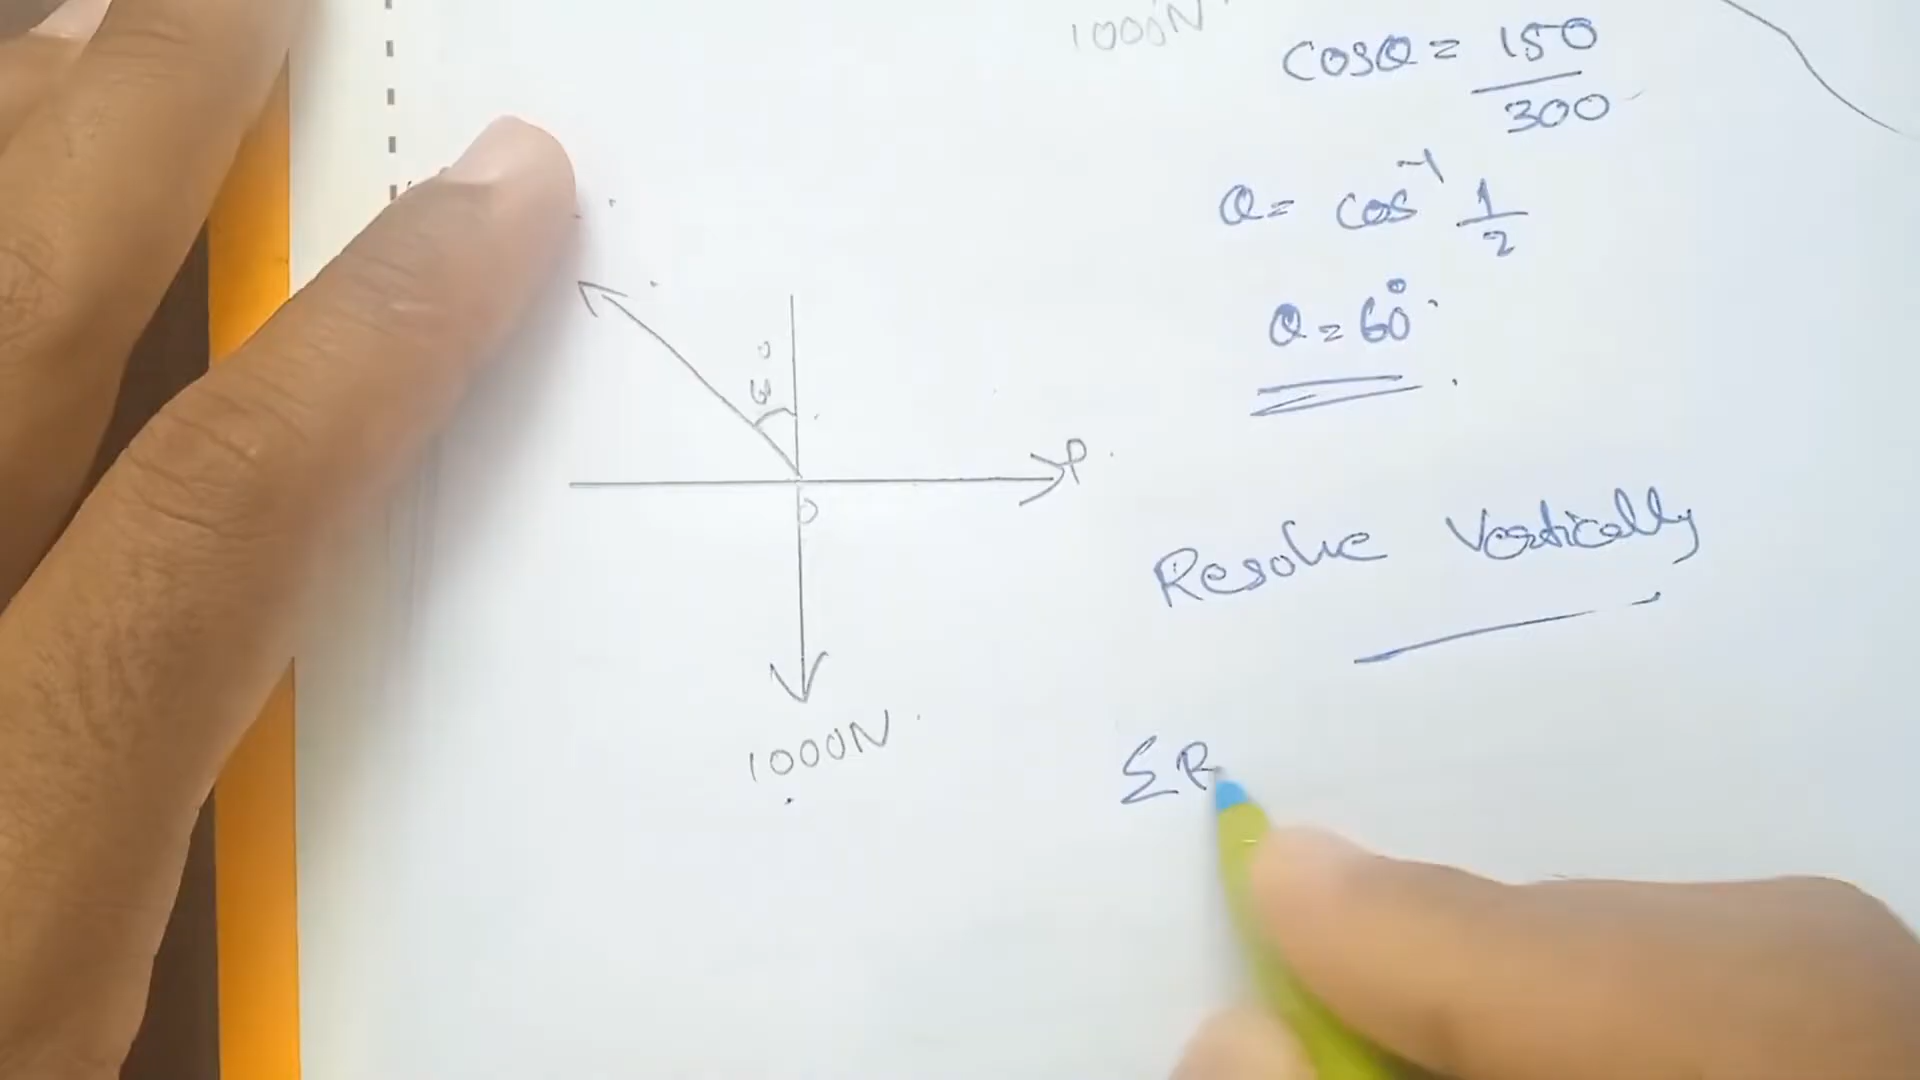 1000N
cosθ = 150
300
θ = cos⁻¹ 1
2
θ = 60°
60°
P
O
Resolve Vertically
1000N
ΣR